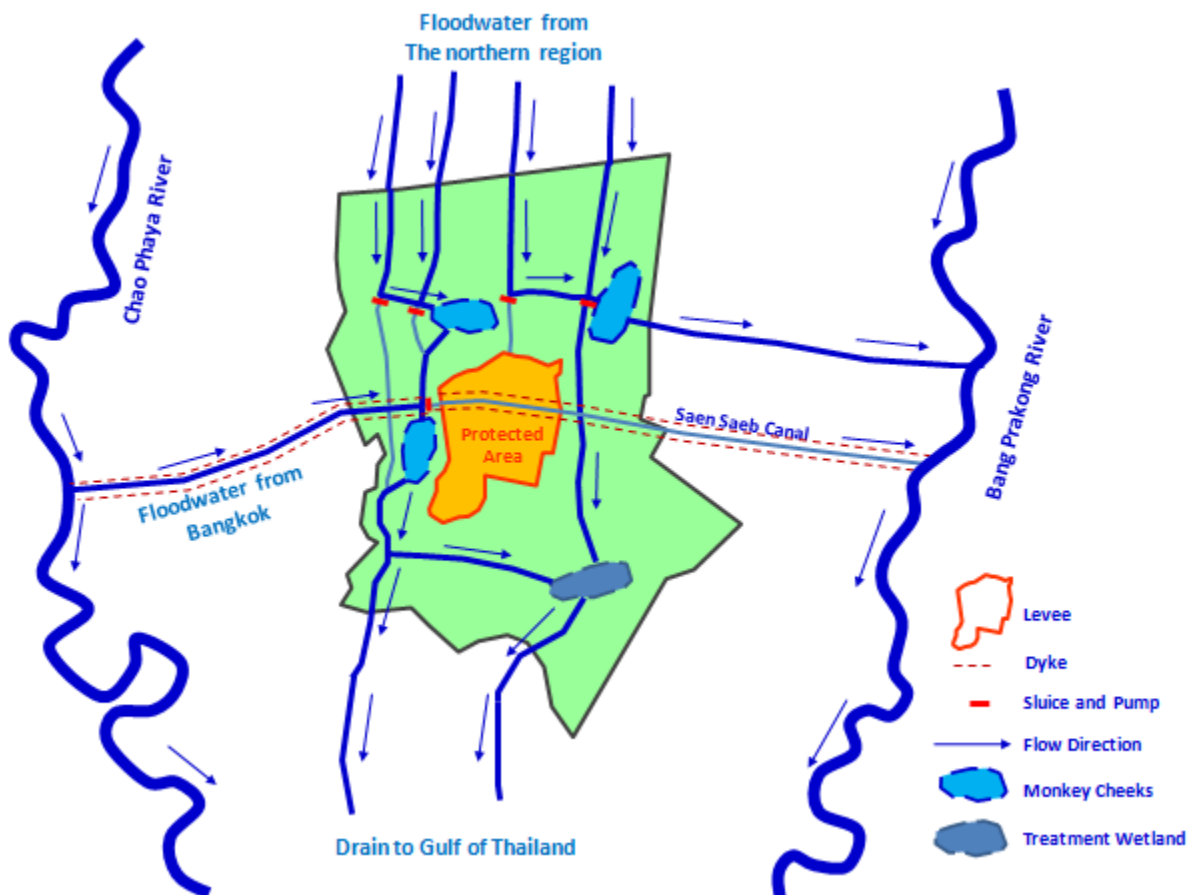 Floodwater from
The northern region
Chao Phaya River
Protected
Area
Saen Saeb Canal
Bang Prakong River
Floodwater from
Bangkok
Levee
Dyke
Sluice and Pump
Flow Direction
Monkey Cheeks
Treatment Wetland
Drain to Gulf of Thailand